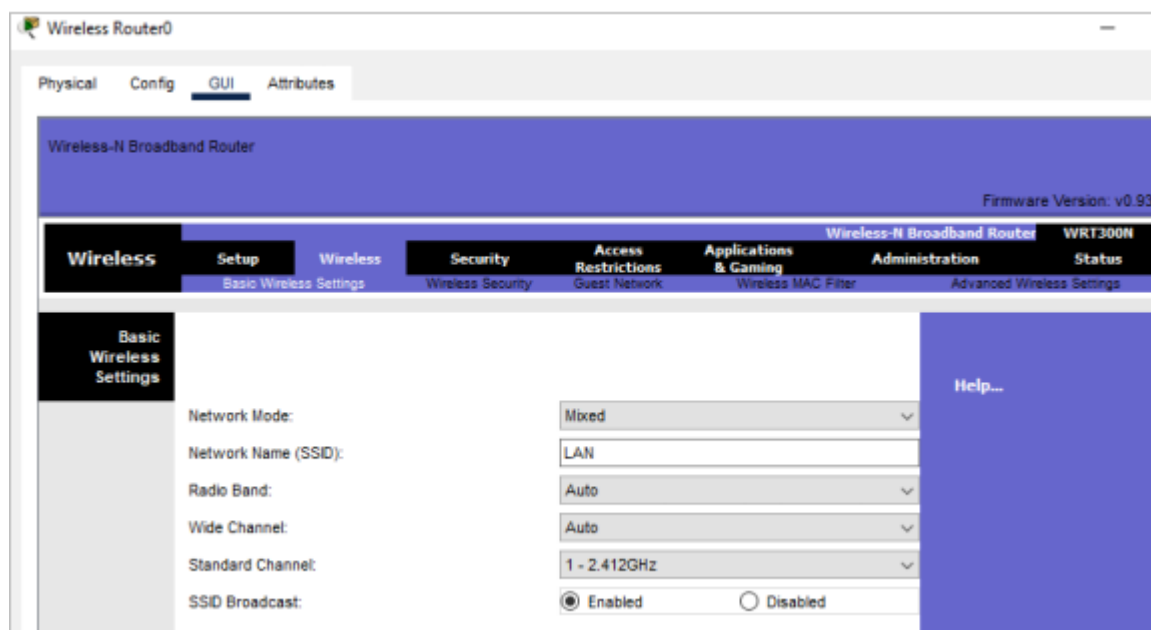 Wireless Router0
Physical Config GUI Attributes
Wireless-N Broadband Router
Firmware Version: v0.93
Wireless-N Broadband Router WRT300N
Wireless Setup Wireless Security Access Restrictions Applications & Gaming Administration Status
Basic Wireless Settings Wireless Security Guest Network Wireless MAC Filter Advanced Wireless Settings
Basic
Wireless
Settings
Help...
Network Mode: Mixed
Network Name (SSID): LAN
Radio Band: Auto
Wide Channel: Auto
Standard Channel: 1 - 2.412GHz
SSID Broadcast: Enabled Disabled